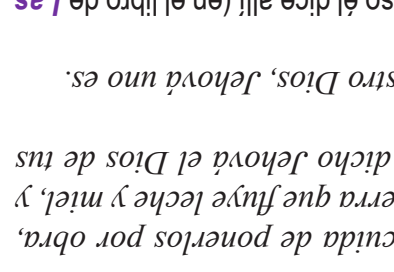 cuida de ponerlos por obra,
erra que fluye leche y miel, y
dicho Jehová el Dios de tus
stro Dios, Jehová uno es.
so él dice allí (en el libro de